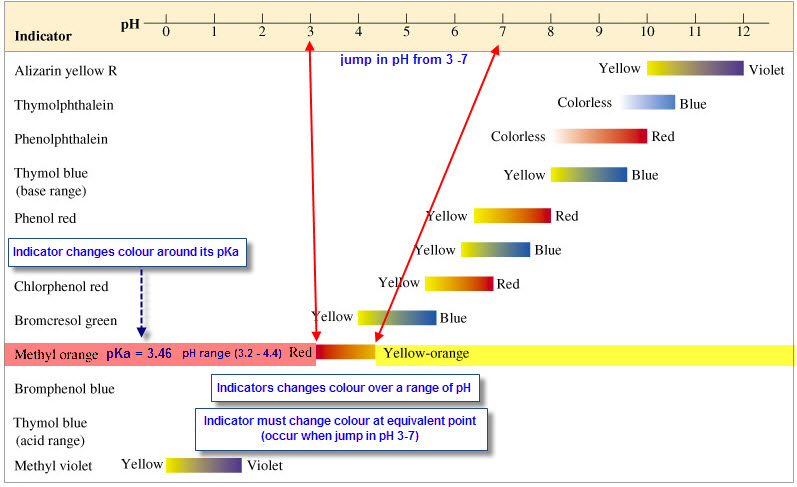 pH
0 1 2 3 4 5 6 7 8 9 10 11 12
Indicator
jump in pH from 3 -7
Alizarin yellow R Yellow Violet
Thymolphthalein Colorless Blue
Phenolphthalein Colorless Red
Thymol blue Yellow Blue
(base range)
Phenol red Yellow Red
Indicator changes colour around its pKa
Yellow Blue
Chlorphenol red Yellow Red
Bromcresol green Yellow Blue
Methyl orange pKa = 3.46 pH range (3.2 - 4.4) Red Yellow-orange
Bromphenol blue
Indicators changes colour over a range of pH
Thymol blue
(acid range)
Indicator must change colour at equivalent point
(occur when jump in pH 3-7)
Methyl violet Yellow Violet